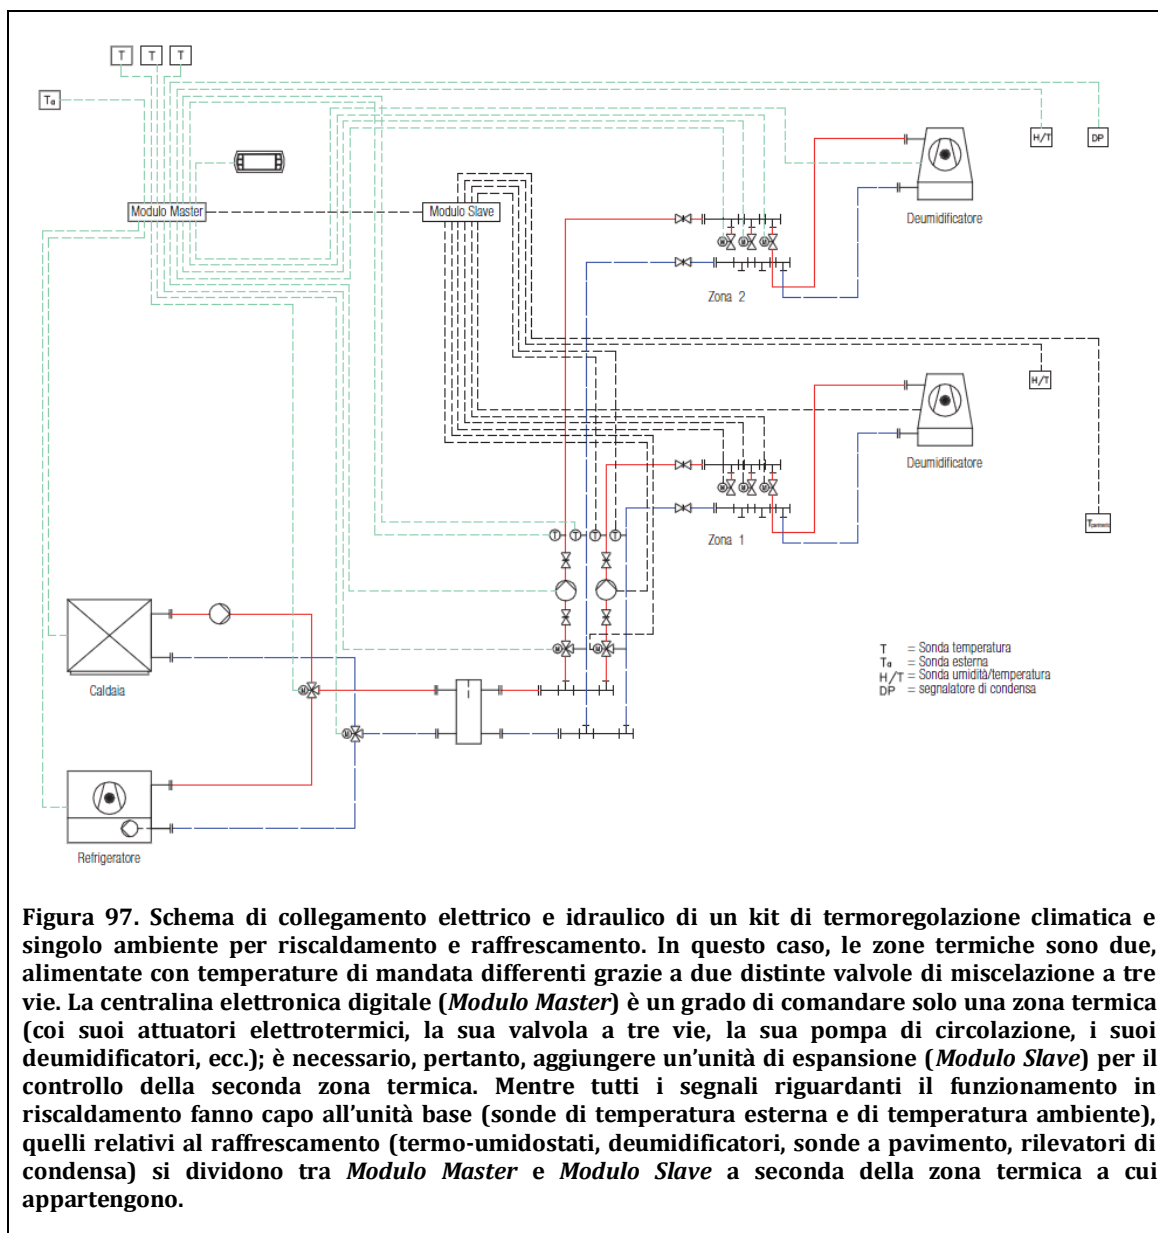 T T T
Ta
H/T DP
Modulo Master
Modulo Slave
Deumidificatore
M M M
Zona 2
H/T
Deumidificatore
M M M
Tpavimento
Zona 1
T T T T
Caldaia
M M
M
M
Refrigeratore
T = Sonda temperatura
Ta = Sonda esterna
H/T = Sonda umidità/temperatura
DP = segnalatore di condensa
Figura 97. Schema di collegamento elettrico e idraulico di un kit di termoregolazione climatica e
singolo ambiente per riscaldamento e raffrescamento. In questo caso, le zone termiche sono due,
alimentate con temperature di mandata differenti grazie a due distinte valvole di miscelazione a tre
vie. La centralina elettronica digitale (Modulo Master) è un grado di comandare solo una zona termica
(coi suoi attuatori elettrotermici, la sua valvola a tre vie, la sua pompa di circolazione, i suoi
deumidificatori, ecc.); è necessario, pertanto, aggiungere un’unità di espansione (Modulo Slave) per il
controllo della seconda zona termica. Mentre tutti i segnali riguardanti il funzionamento in
riscaldamento fanno capo all’unità base (sonde di temperatura esterna e di temperatura ambiente),
quelli relativi al raffrescamento (termo-umidostati, deumidificatori, sonde a pavimento, rilevatori di
condensa) si dividono tra Modulo Master e Modulo Slave a seconda della zona termica a cui
appartengono.